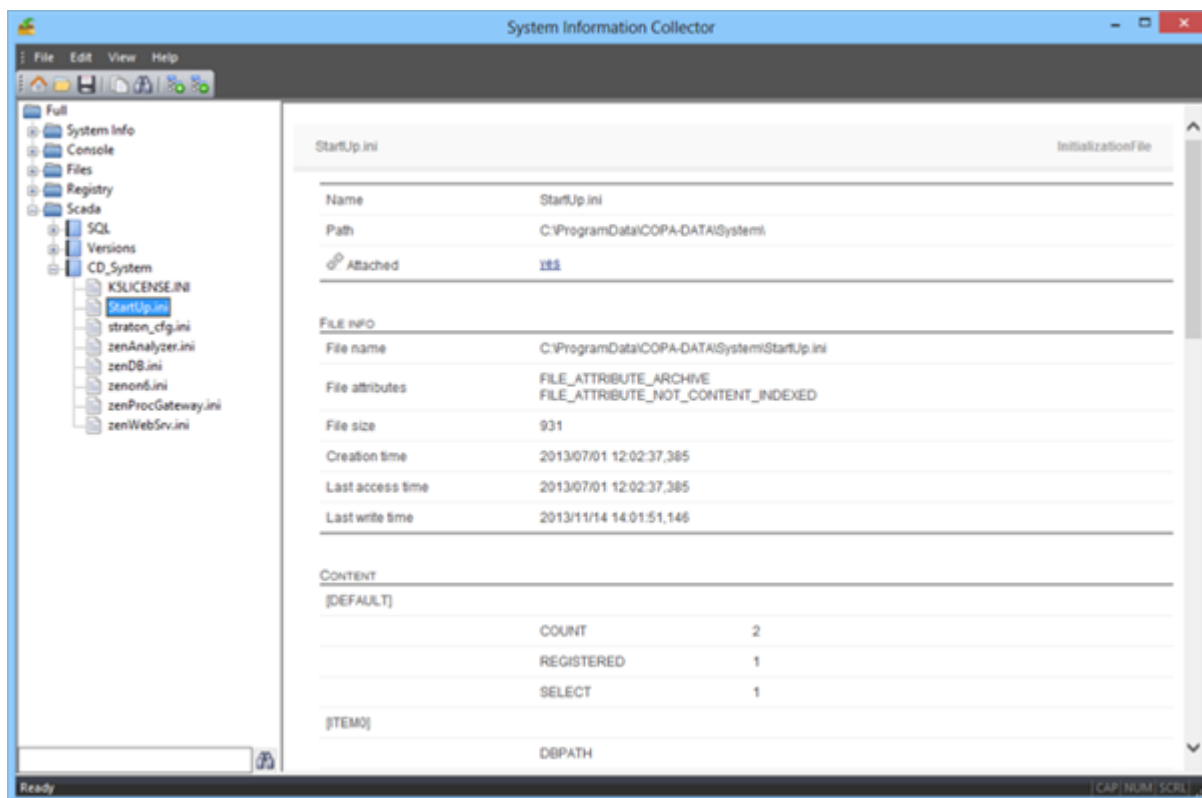 System Information Collector
File Edit View Help
Full
System Info
Console
Files
Registry
Scada
SQL
Versions
CD_System
K5LICENSE.INI
StartUp.ini
straton_cfg.ini
zenAnalyzer.ini
zenDB.ini
zenon6.ini
zenProcGateway.ini
zenWebSrv.ini
StartUp.ini InitializationFile
Name StartUp.ini
Path C:\ProgramData\COPA-DATA\System\
Attached yes
FILE INFO
File name C:\ProgramData\COPA-DATA\System\StartUp.ini
File attributes FILE_ATTRIBUTE_ARCHIVE
FILE_ATTRIBUTE_NOT_CONTENT_INDEXED
File size 931
Creation time 2013/07/01 12:02:37,385
Last access time 2013/07/01 12:02:37,385
Last write time 2013/11/14 14:01:51,146
CONTENT
[DEFAULT]
COUNT 2
REGISTERED 1
SELECT 1
[ITEM0]
DBPATH
Ready CAP NUM SCRL